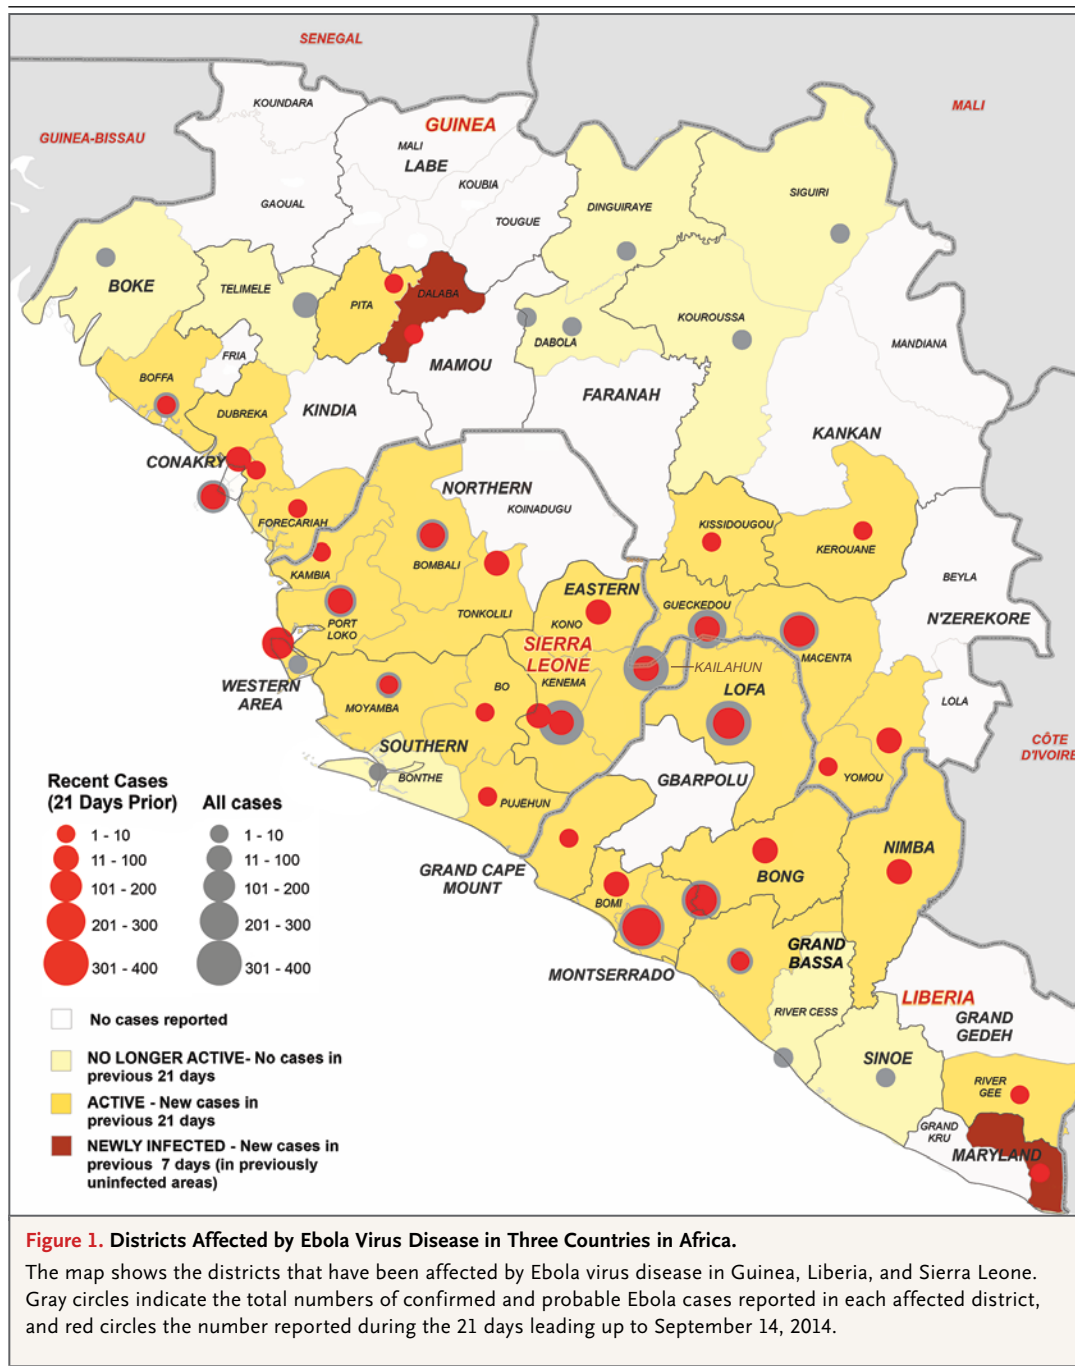 SENEGAL
MALI
GUINEA-BISSAU
KOUNDARA
GUINEA
MALI
LABE
KOUBIA
GAOUAL
TOUGUE
DINGUIRAYE
SIGUIRI
BOKE
TELIMELE
PITA
DALABA
KOUROUSSA
DABOLA
MANDIANA
FRIA
MAMOU
BOFFA
FARANAH
DUBREKA
KINDIA
KANKAN
CONAKRY
NORTHERN
KOINADUGU
FORECARIAH
KISSIDOUGOU
KEROUANE
BOMBALI
KAMBIA
BEYLA
EASTERN
GUECKEDOU
TONKOLILI
KONO
N'ZEREKORE
PORT
LOKO
SIERRA
LEONE
MACENTA
KAILAHUN
KENEMA
LOFA
WESTERN
AREA
BO
MOYAMBA
LOLA
SOUTHERN
CÔTE
D'IVOIRE
BONTHE
GBARPOLU
YOMOU
PUJEHUN
GRAND CAPE
MOUNT
NIMBA
BONG
BOMI
MONTSERRADO
GRAND
BASSA
LIBERIA
RIVER CESS
GRAND
GEDEH
SINOE
RIVER
GEE
GRAND
KRU
MARYLAND
Recent Cases
(21 Days Prior)
All cases
1 - 10
1 - 10
11 - 100
11 - 100
101 - 200
101 - 200
201 - 300
201 - 300
301 - 400
301 - 400
No cases reported
NO LONGER ACTIVE- No cases in
previous 21 days
ACTIVE - New cases in
previous 21 days
NEWLY INFECTED - New cases in
previous 7 days (in previously
uninfected areas)
Figure 1. Districts Affected by Ebola Virus Disease in Three Countries in Africa.
The map shows the districts that have been affected by Ebola virus disease in Guinea, Liberia, and Sierra Leone.
Gray circles indicate the total numbers of confirmed and probable Ebola cases reported in each affected district,
and red circles the number reported during the 21 days leading up to September 14, 2014.